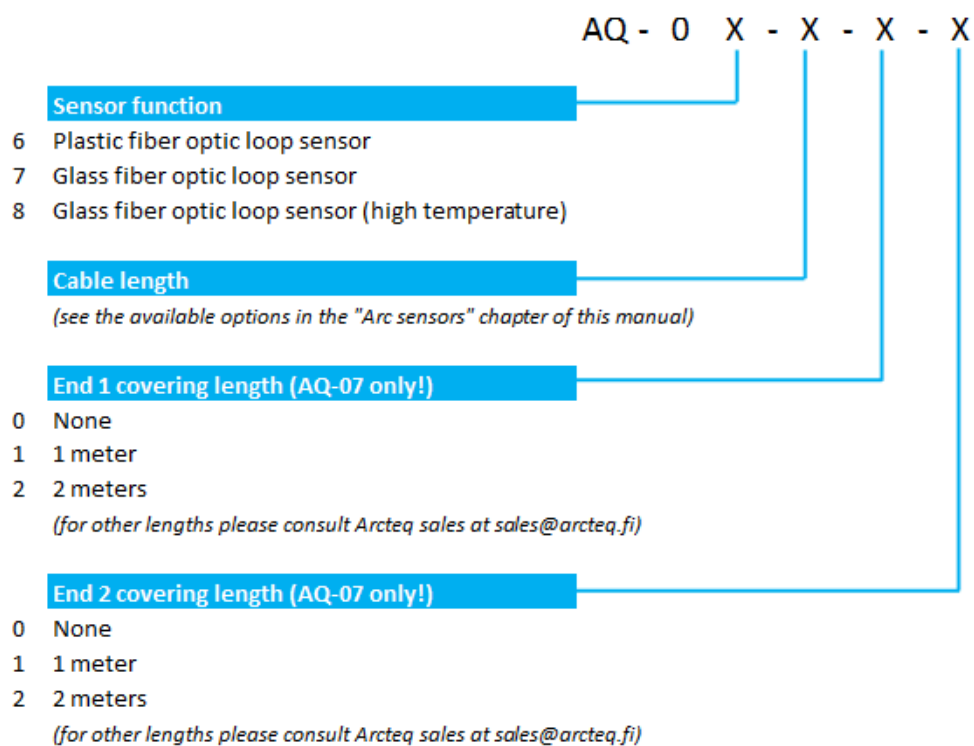 AQ - 0 X - X - X - X
Sensor function
6 Plastic fiber optic loop sensor
7 Glass fiber optic loop sensor
8 Glass fiber optic loop sensor (high temperature)
Cable length
(see the available options in the "Arc sensors" chapter of this manual)
End 1 covering length (AQ-07 only!)
0 None
1 1 meter
2 2 meters
(for other lengths please consult Arcteq sales at sales@arcteq.fi)
End 2 covering length (AQ-07 only!)
0 None
1 1 meter
2 2 meters
(for other lengths please consult Arcteq sales at sales@arcteq.fi)